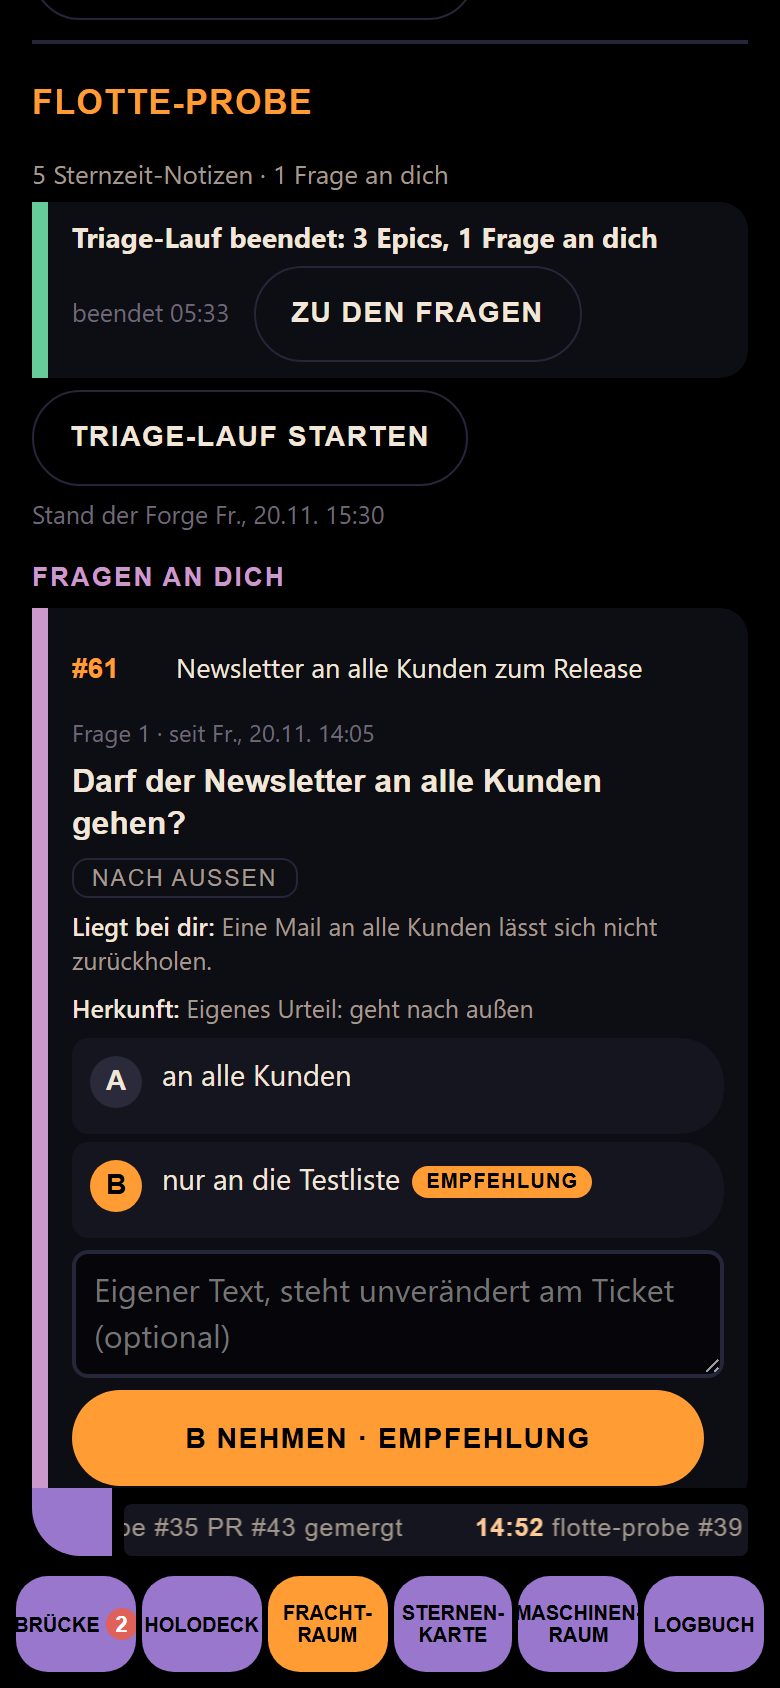 FLOTTE-PROBE
5 Sternzeit-Notizen · 1 Frage an dich
Triage-Lauf beendet: 3 Epics, 1 Frage an dich
beendet 05:33 ZU DEN FRAGEN
TRIAGE-LAUF STARTEN
Stand der Forge Fr., 20.11. 15:30
FRAGEN AN DICH
#61 Newsletter an alle Kunden zum Release
Frage 1 · seit Fr., 20.11. 14:05
Darf der Newsletter an alle Kunden
gehen?
NACH AUSSEN
Liegt bei dir: Eine Mail an alle Kunden lässt sich nicht
zurückholen.
Herkunft: Eigenes Urteil: geht nach außen
A an alle Kunden
B nur an die Testliste EMPFEHLUNG
Eigener Text, steht unverändert am Ticket
(optional)
B NEHMEN · EMPFEHLUNG
be #35 PR #43 gemergt 14:52 flotte-probe #39
BRÜCKE 2
HOLODECK
FRACHT-
RAUM
STERNEN-
KARTE
MASCHINEN-
RAUM
LOGBUCH